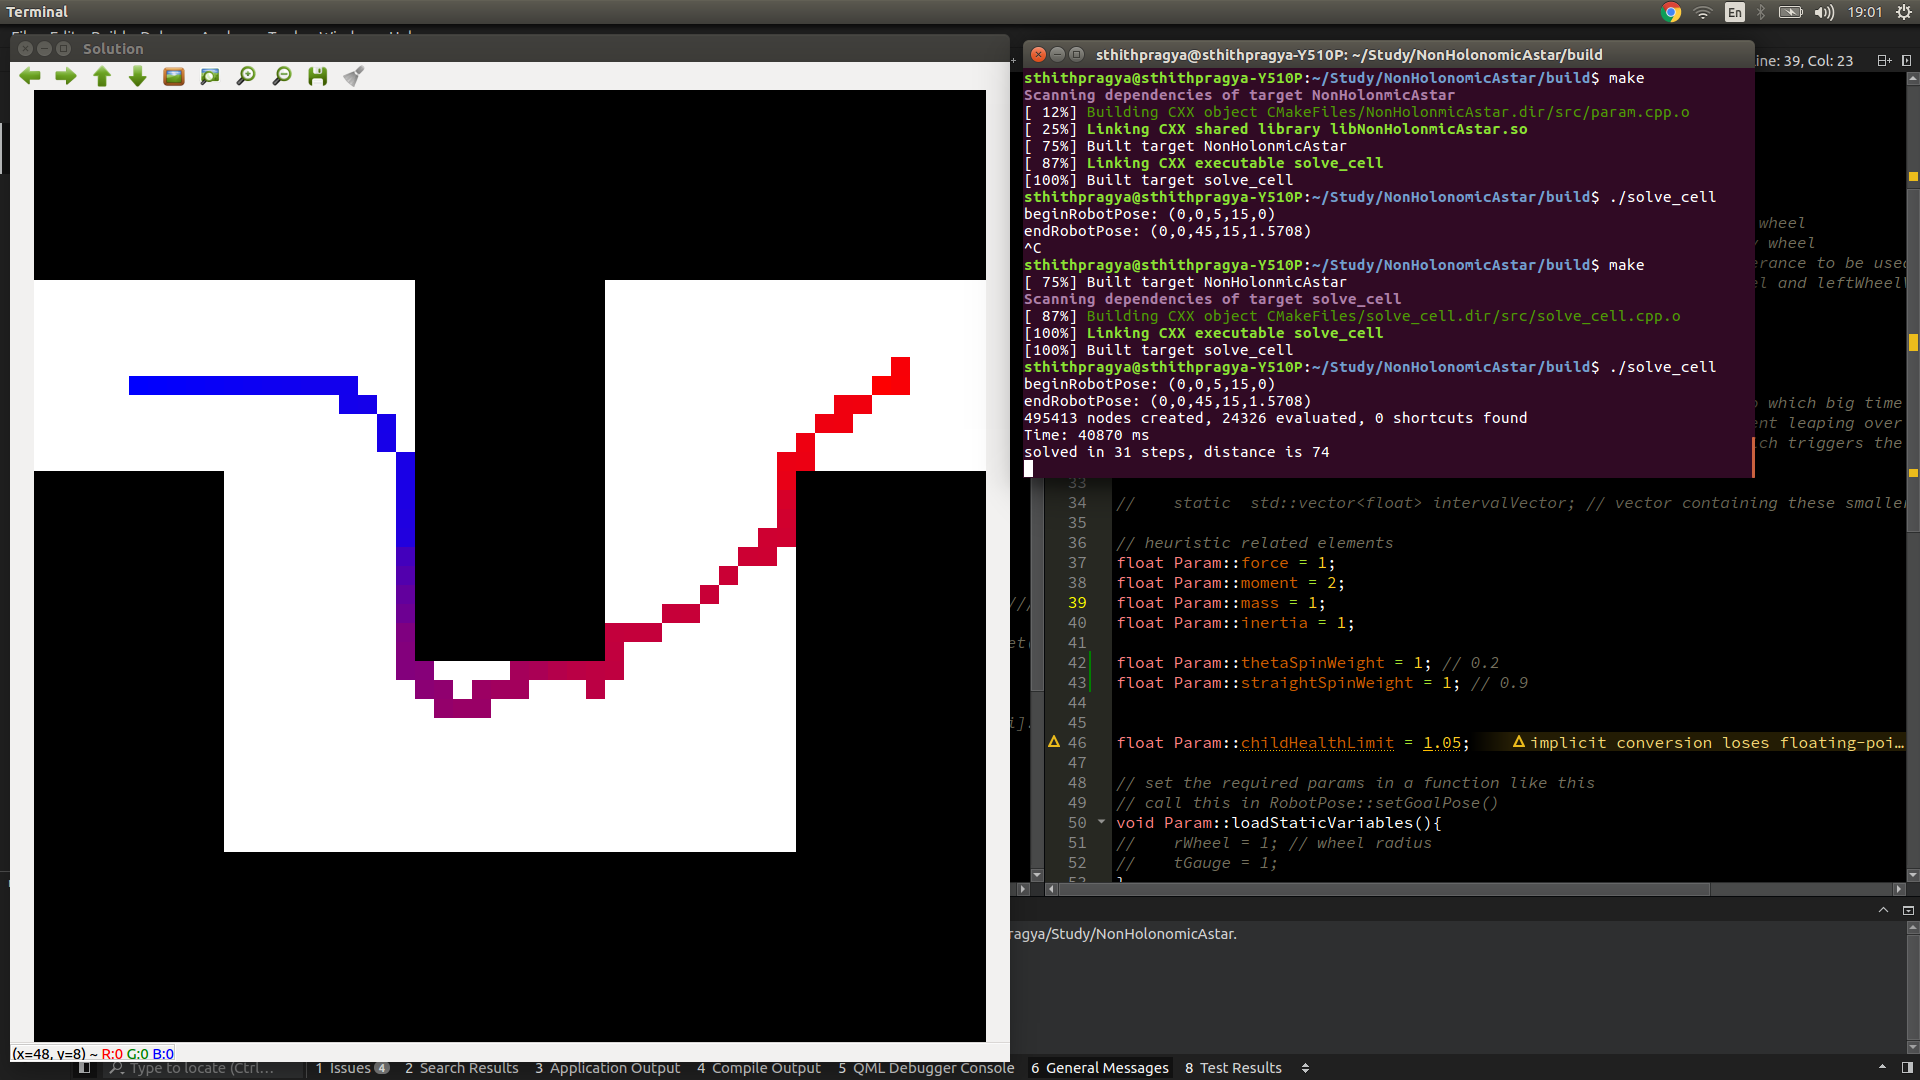 Terminal
En
19:01
Solution
sthithpragya@sthithpragya-Y510P: ~/Study/NonHolonomicAstar/build
sthithpragya@sthithpragya-Y510P:~/Study/NonHolonomicAstar/build$ make
Scanning dependencies of target NonHolonmicAstar
[ 12%] Building CXX object CMakeFiles/NonHolonmicAstar.dir/src/param.cpp.o
[ 25%] Linking CXX shared library libNonHolonmicAstar.so
[ 75%] Built target NonHolonmicAstar
[ 87%] Linking CXX executable solve_cell
[100%] Built target solve_cell
sthithpragya@sthithpragya-Y510P:~/Study/NonHolonomicAstar/build$ ./solve_cell
beginRobotPose: (0,0,5,15,0)
endRobotPose: (0,0,45,15,1.5708)
^C
sthithpragya@sthithpragya-Y510P:~/Study/NonHolonomicAstar/build$ make
[ 75%] Built target NonHolonmicAstar
Scanning dependencies of target solve_cell
[ 87%] Building CXX object CMakeFiles/solve_cell.dir/src/solve_cell.cpp.o
[100%] Linking CXX executable solve_cell
[100%] Built target solve_cell
sthithpragya@sthithpragya-Y510P:~/Study/NonHolonomicAstar/build$ ./solve_cell
beginRobotPose: (0,0,5,15,0)
endRobotPose: (0,0,45,15,1.5708)
495413 nodes created, 24326 evaluated, 0 shortcuts found
Time: 40870 ms
solved in 31 steps, distance is 74
ine: 39, Col: 23
wheel
wheel
erance to be used
el and leftWheel
o which big time
ent leaping over
ch triggers the
33
34 // static std::vector<float> intervalVector; // vector containing these smaller
35
36 // heuristic related elements
37 float Param::force = 1;
38 float Param::moment = 2;
39 float Param::mass = 1;
40 float Param::inertia = 1;
41
42 float Param::thetaSpinWeight = 1; // 0.2
43 float Param::straightSpinWeight = 1; // 0.9
44
45
46 float Param::childHealthLimit = 1.05; implicit conversion loses floating-poi...
47
48 // set the required params in a function like this
49 // call this in RobotPose::setGoalPose()
50 void Param::loadStaticVariables(){
51 // rWheel = 1; // wheel radius
52 // tGauge = 1;
53 }
ragya/Study/NonHolonomicAstar.
(x=48, y=8) ~ R:0 G:0 B:0
Type to locate (Ctrl... 1 Issues 4 2 Search Results 3 Application Output 4 Compile Output 5 QML Debugger Console 6 General Messages 8 Test Results